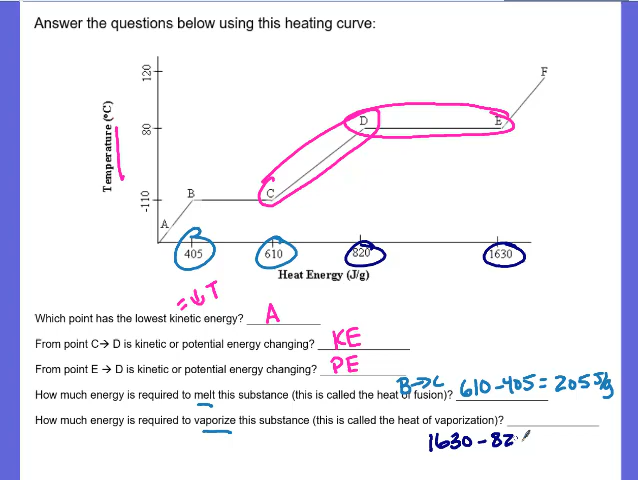 Answer the questions below using this heating curve:
120
80
-110
Temperature (°C)
A
B
C
D
E
F
405
610
820
1630
Heat Energy (J/g)
= ↓ T
Which point has the lowest kinetic energy? A
From point C→ D is kinetic or potential energy changing? KE
From point E → D is kinetic or potential energy changing? PE
B→C
How much energy is required to melt this substance (this is called the heat of fusion)? 610-405 = 205 J/g
How much energy is required to vaporize this substance (this is called the heat of vaporization)?
1630 - 82